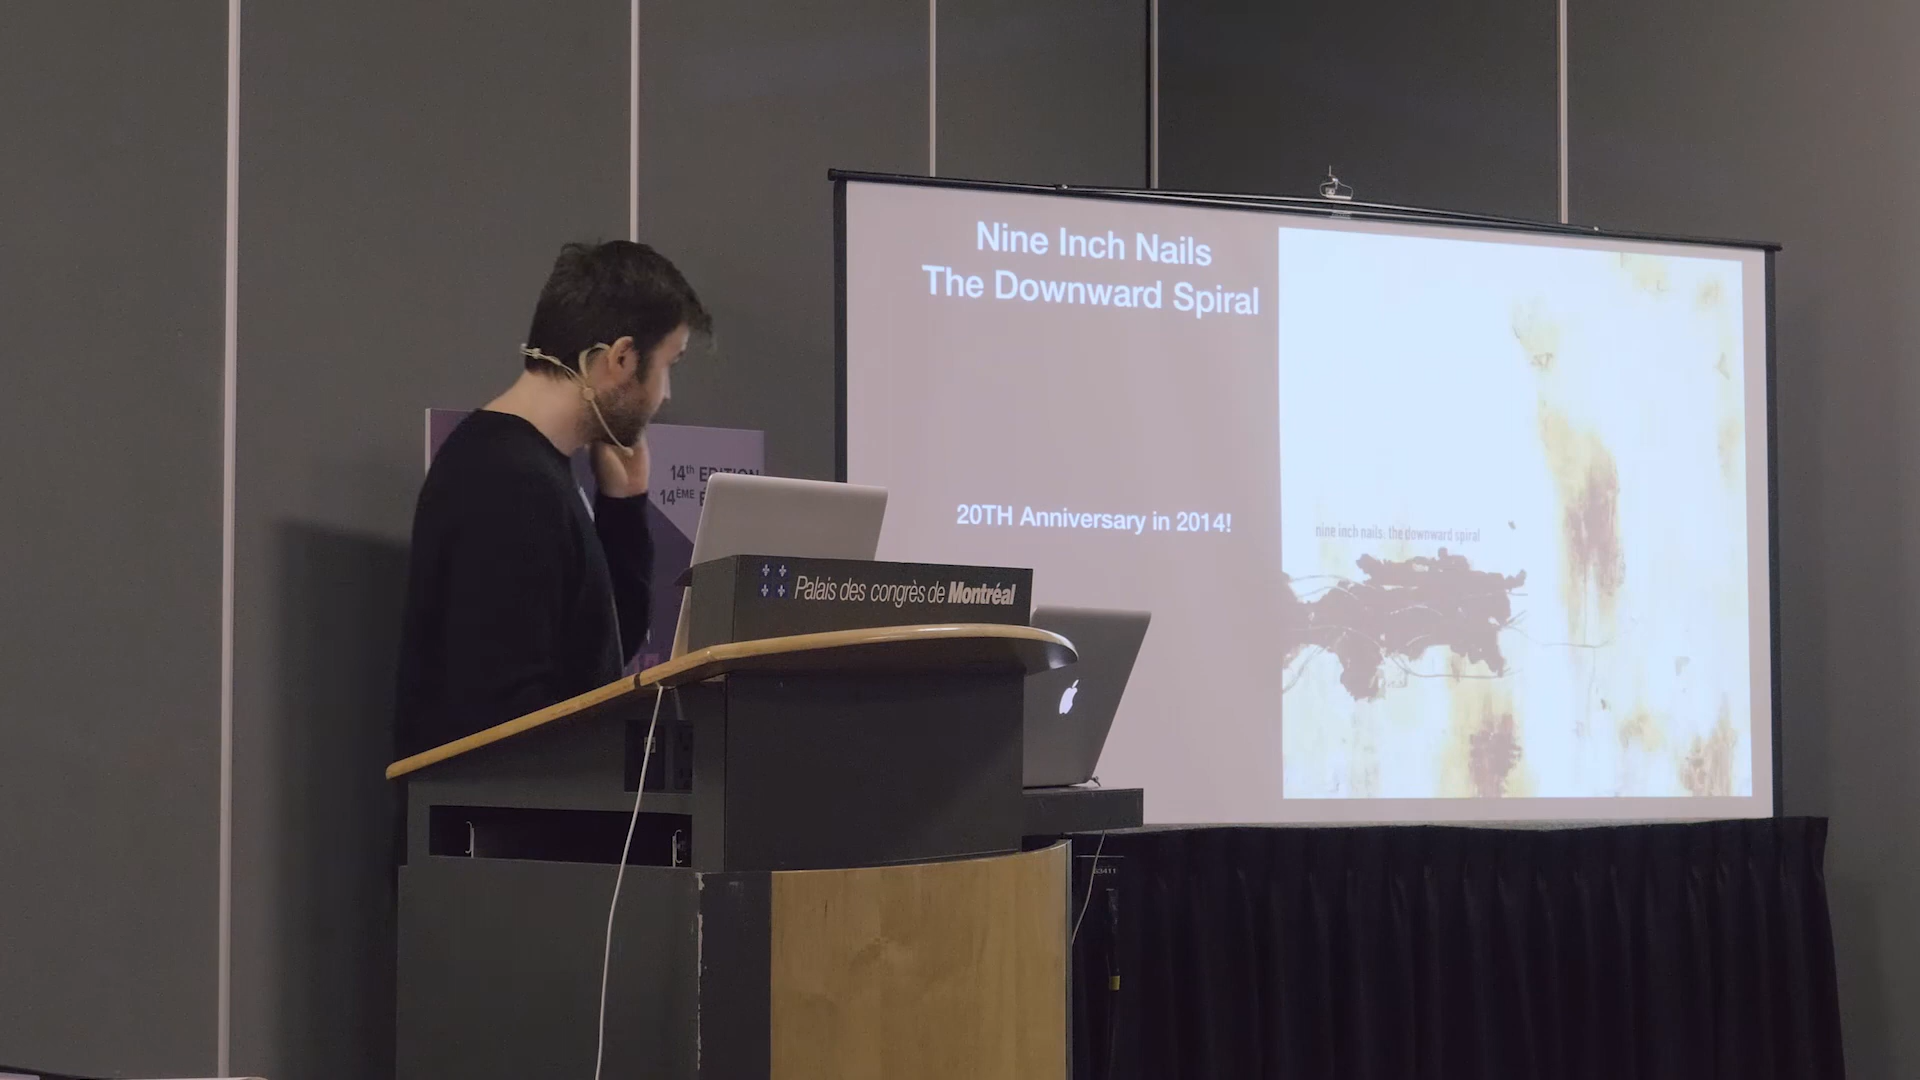 Nine Inch Nails
The Downward Spiral
20TH Anniversary in 2014!
nine inch nails: the downward spiral
14th EDITION
14ÈME
Palais des congrès de Montréal